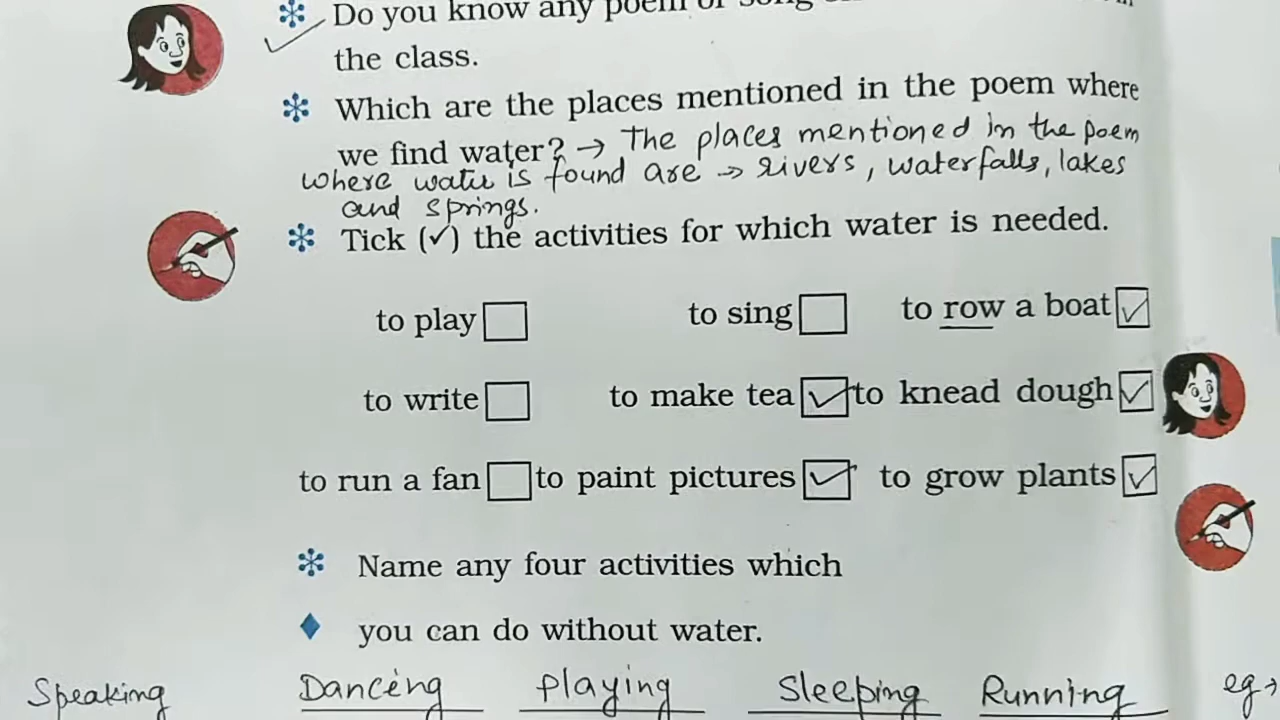 Do you know any poem or song
the class.
Which are the places mentioned in the poem where
we find water? → The places mentioned in the poem
where water is found are → rivers, waterfalls, lakes
and springs.
Tick (✓) the activities for which water is needed.
to play to sing to row a boat ✓
to write to make tea ✓ to knead dough ✓
to run a fan to paint pictures ✓ to grow plants ✓
Name any four activities which
you can do without water.
Speaking Dancing playing Sleeping Running eg →